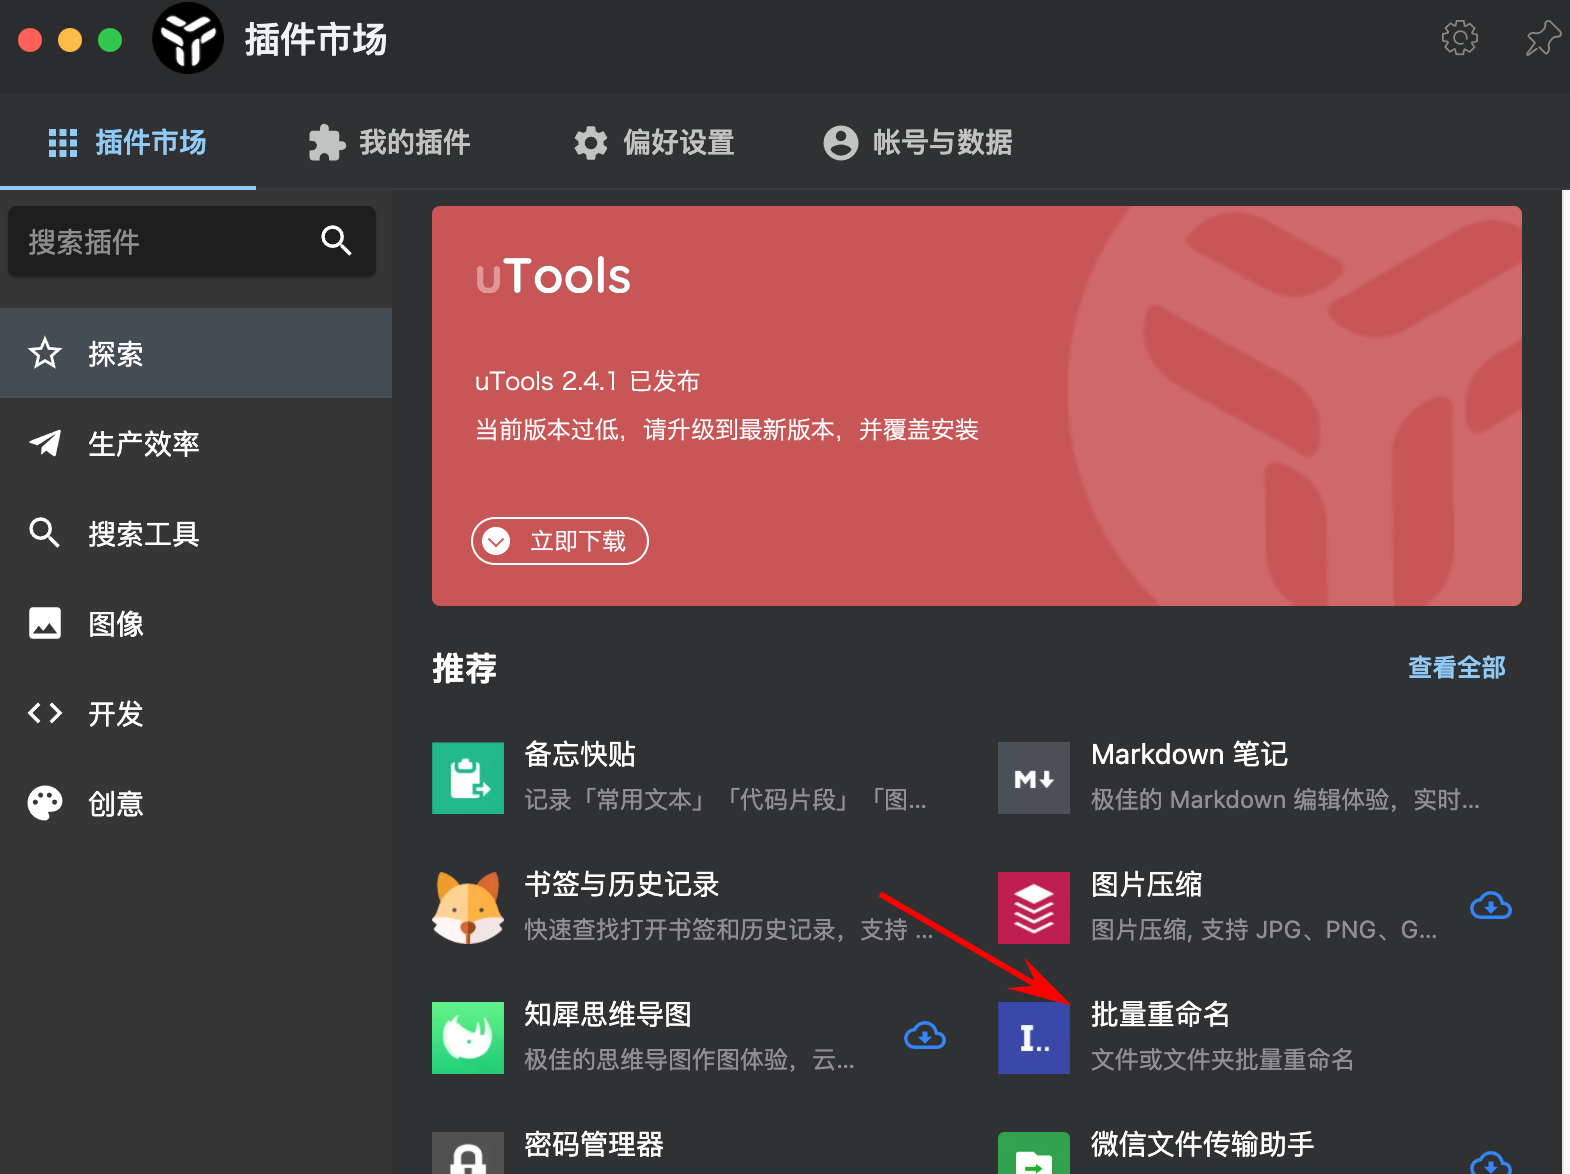 插件市场
插件市场
我的插件
偏好设置
帐号与数据
搜索插件
探索
生产效率
搜索工具
图像
开发
创意
uTools
uTools 2.4.1 已发布
当前版本过低，请升级到最新版本，并覆盖安装
立即下载
推荐
查看全部
备忘快贴
记录「常用文本」「代码片段」「图...
M
Markdown 笔记
极佳的 Markdown 编辑体验，实时...
书签与历史记录
快速查找打开书签和历史记录，支持 ...
图片压缩
图片压缩, 支持 JPG、PNG、G...
知犀思维导图
极佳的思维导图作图体验，云...
I..
批量重命名
文件或文件夹批量重命名
密码管理器
微信文件传输助手